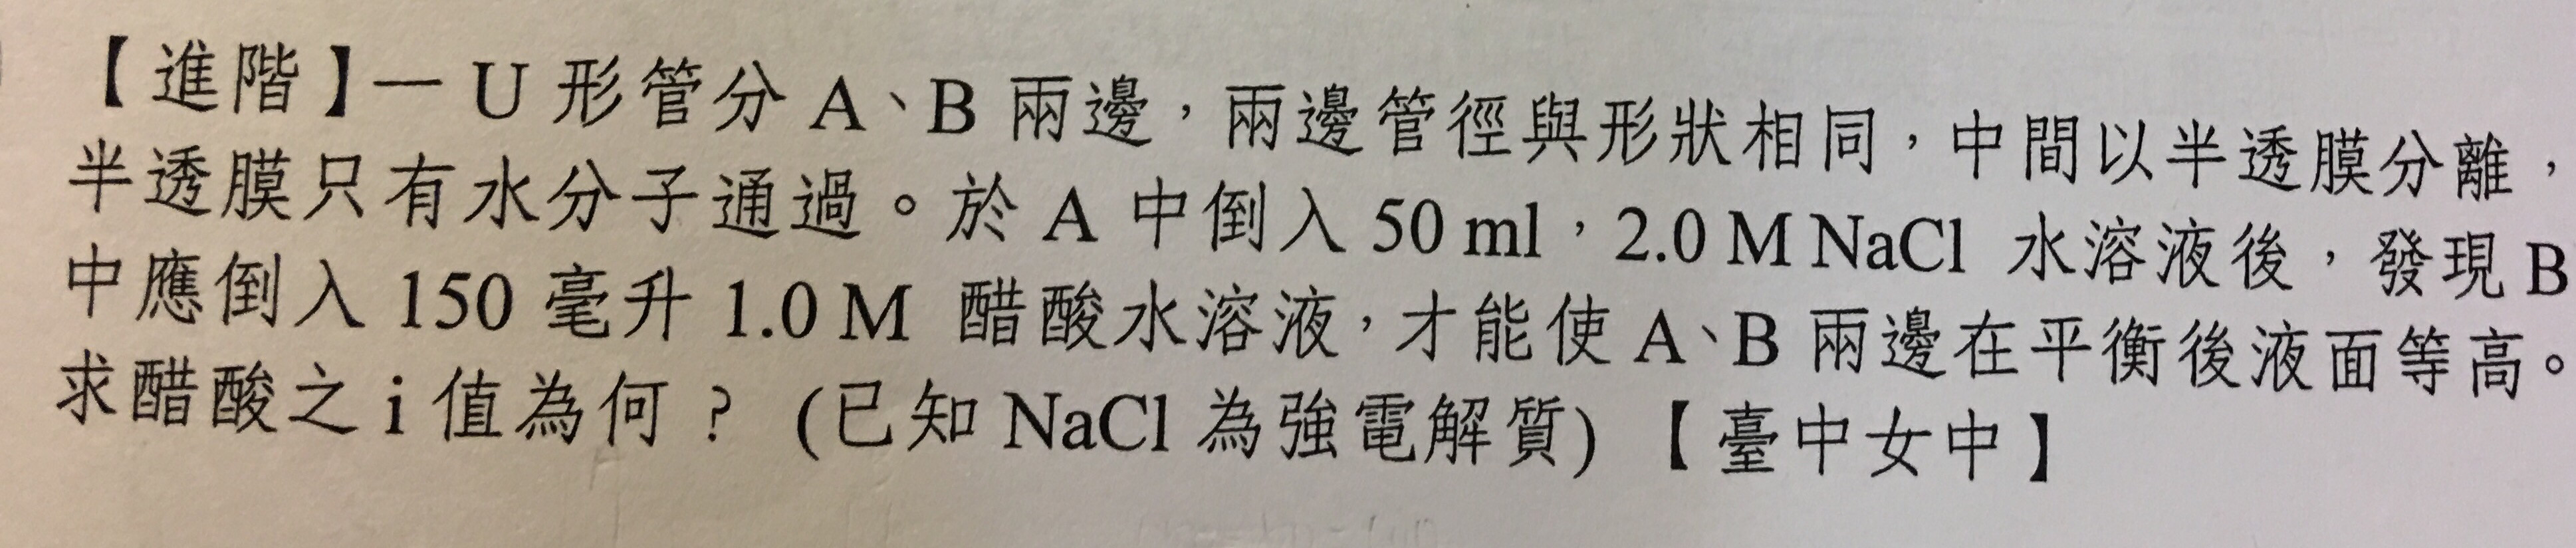 【進階】一 U 形管分 A、B 兩邊，兩邊管徑與形狀相同，中間以半透膜分離，
半透膜只有水分子通過。於 A 中倒入 50 ml，2.0 M NaCl 水溶液後，發現 B
中應倒入 150 毫升 1.0 M 醋酸水溶液，才能使 A、B 兩邊在平衡後液面等高。
求醋酸之 i 值為何？（已知 NaCl 為強電解質）【臺中女中】